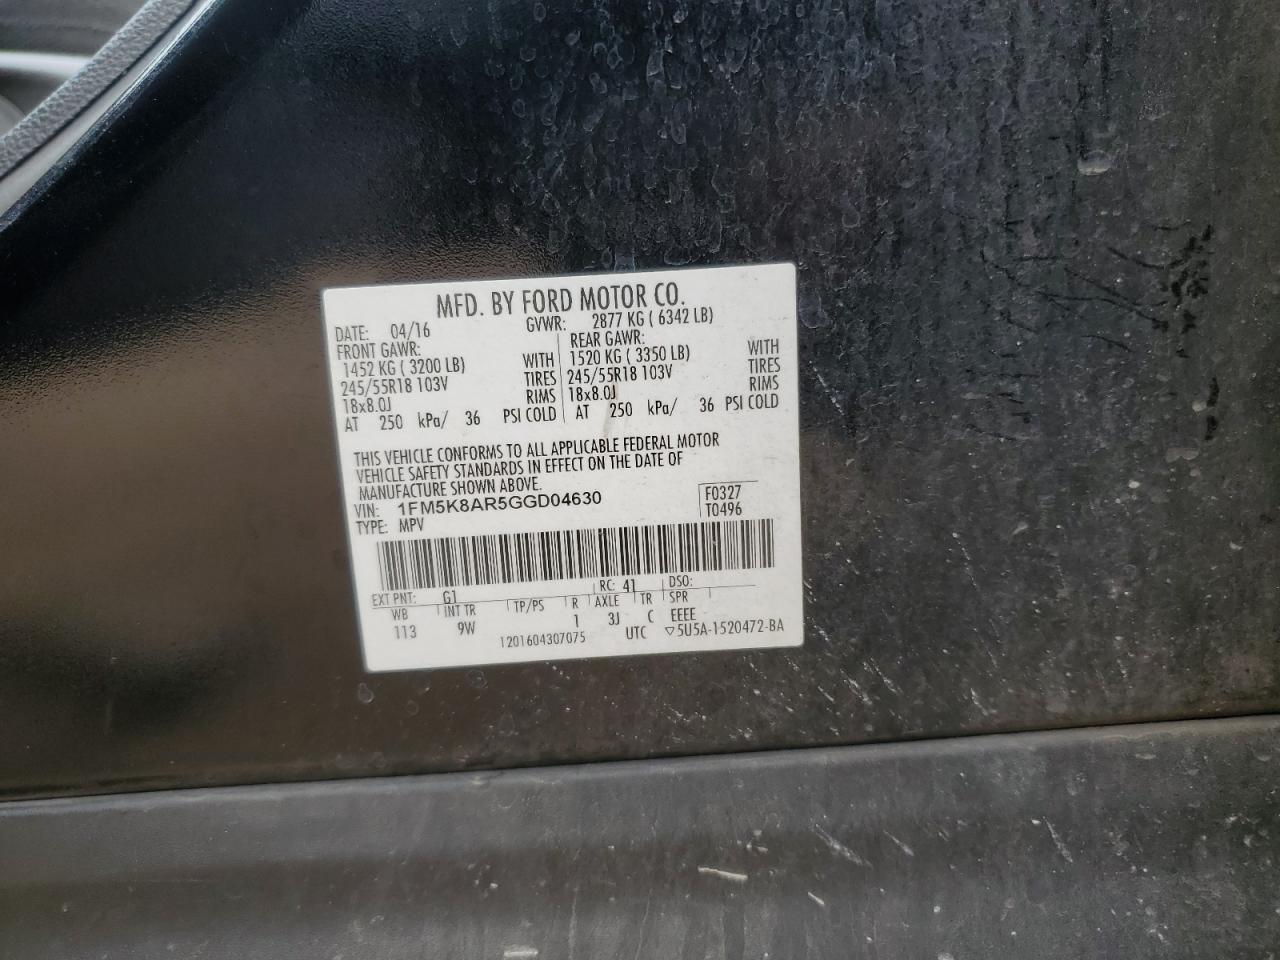 MFD. BY FORD MOTOR CO.
DATE: 04/16 GVWR: 2877 KG ( 6342 LB)
FRONT GAWR: REAR GAWR:
1452 KG ( 3200 LB) WITH 1520 KG ( 3350 LB) WITH
245/55R18 103V TIRES 245/55R18 103V TIRES
18x8.0J RIMS 18x8.0J RIMS
AT 250 kPa/ 36 PSI COLD AT 250 kPa/ 36 PSI COLD
THIS VEHICLE CONFORMS TO ALL APPLICABLE FEDERAL MOTOR
VEHICLE SAFETY STANDARDS IN EFFECT ON THE DATE OF
MANUFACTURE SHOWN ABOVE.
VIN: 1FM5K8AR5GGD04630 F0327
TYPE: MPV T0496
EXT PNT: G1 RC: 41 DSO:
WB INT TR TP/PS R AXLE TR SPR
113 9W 1 3J C EEEE
1201604307075 UTC ▽5U5A-1520472-BA